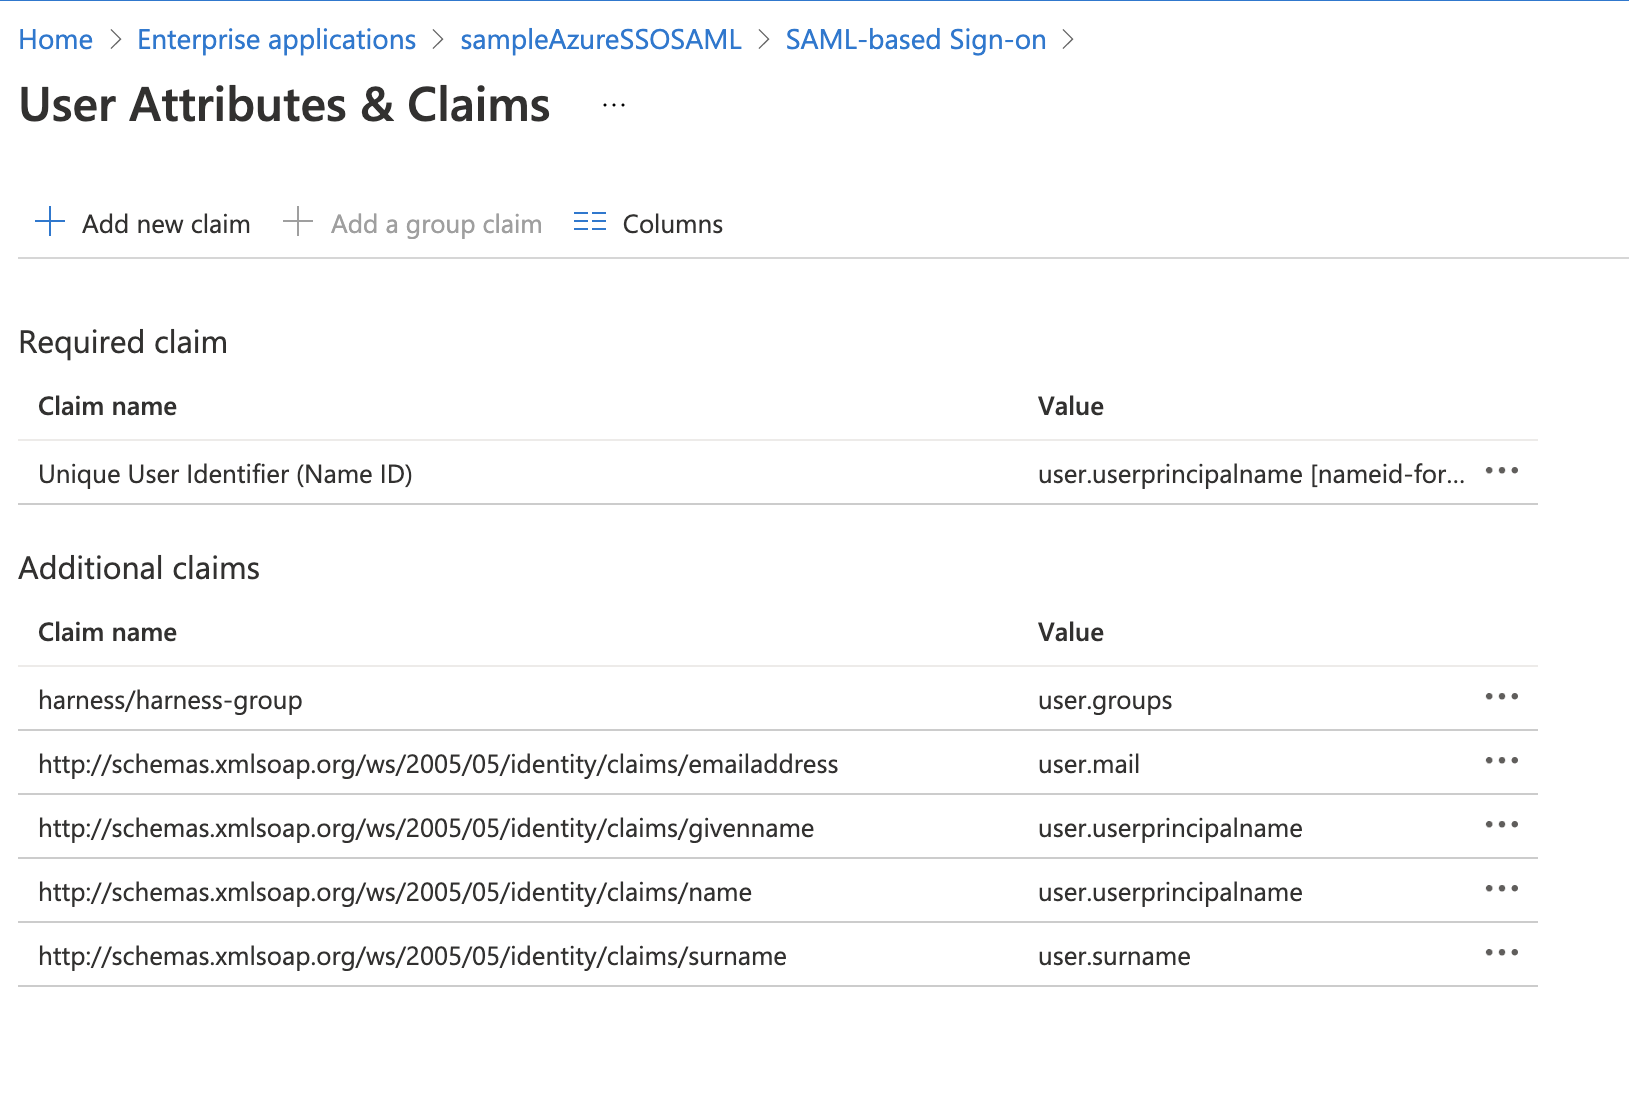 Home > Enterprise applications > sampleAzureSSOSAML > SAML-based Sign-on >
User Attributes & Claims ...
Add new claim Add a group claim Columns
Required claim
Claim name Value
Unique User Identifier (Name ID) user.userprincipalname [nameid-for... •••
Additional claims
Claim name Value
harness/harness-group user.groups •••
http://schemas.xmlsoap.org/ws/2005/05/identity/claims/emailaddress user.mail •••
http://schemas.xmlsoap.org/ws/2005/05/identity/claims/givenname user.userprincipalname •••
http://schemas.xmlsoap.org/ws/2005/05/identity/claims/name user.userprincipalname •••
http://schemas.xmlsoap.org/ws/2005/05/identity/claims/surname user.surname •••